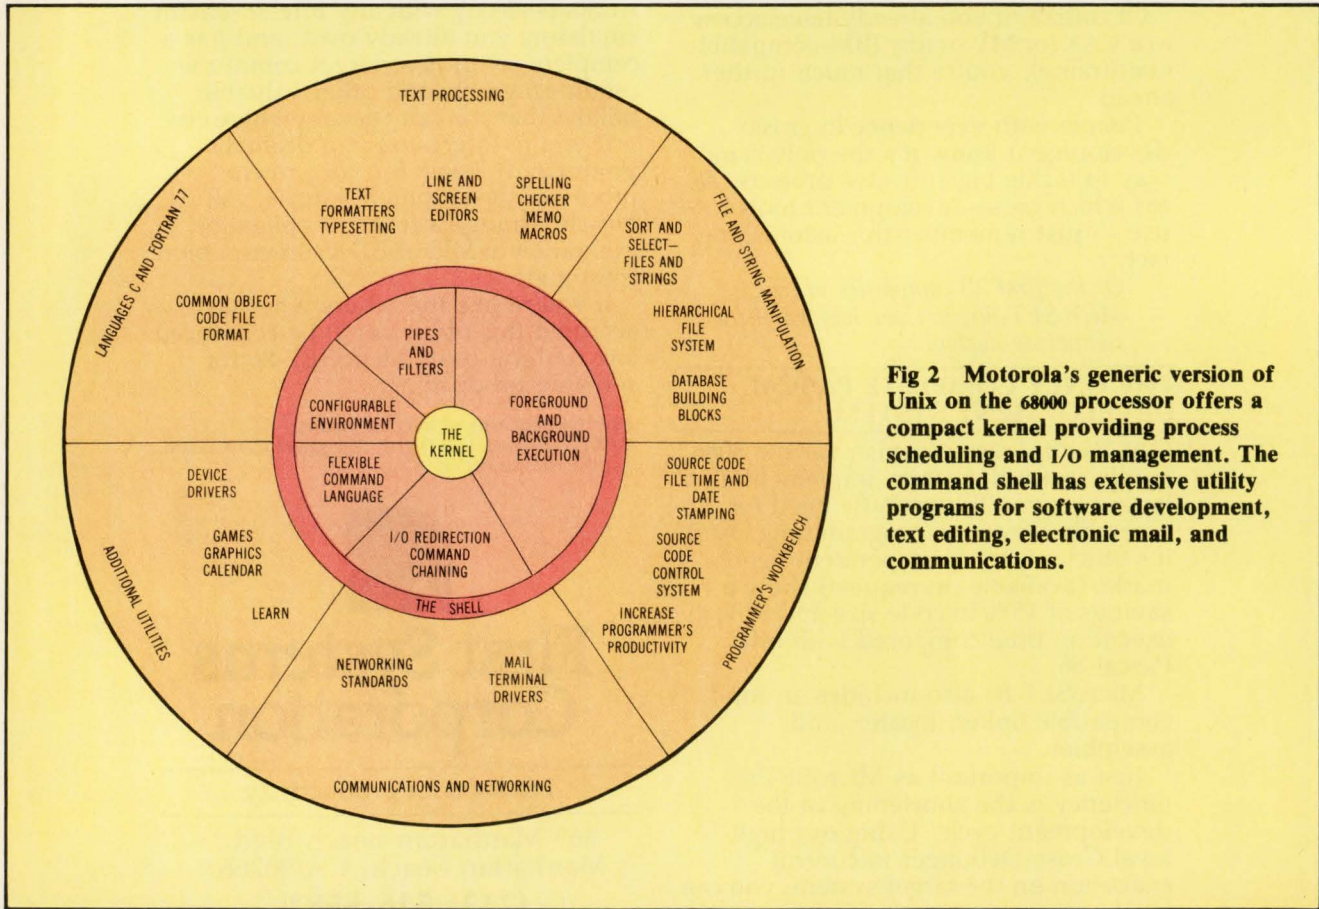 TEXT PROCESSING
TEXT
FORMATTERS
TYPESETTING
LINE AND
SCREEN
EDITORS
SPELLING
CHECKER
MEMO
MACROS
FILE AND STRING MANIPULATION
SORT AND
SELECT—
FILES AND
STRINGS
HIERARCHICAL
FILE
SYSTEM
DATABASE
BUILDING
BLOCKS
LANGUAGES C AND FORTRAN 77
COMMON OBJECT
CODE FILE
FORMAT
PIPES
AND
FILTERS
CONFIGURABLE
ENVIRONMENT
THE
KERNEL
FOREGROUND
AND
BACKGROUND
EXECUTION
FLEXIBLE
COMMAND
LANGUAGE
I/O REDIRECTION
COMMAND
CHAINING
THE SHELL
DEVICE
DRIVERS
GAMES
GRAPHICS
CALENDAR
LEARN
ADDITIONAL UTILITIES
SOURCE CODE
FILE TIME AND
DATE
STAMPING
SOURCE
CODE
CONTROL
SYSTEM
INCREASE
PROGRAMMER'S
PRODUCTIVITY
PROGRAMMER'S WORKBENCH
NETWORKING
STANDARDS
MAIL
TERMINAL
DRIVERS
COMMUNICATIONS AND NETWORKING
Fig 2 Motorola's generic version of
Unix on the 68000 processor offers a
compact kernel providing process
scheduling and I/O management. The
command shell has extensive utility
programs for software development,
text editing, electronic mail, and
communications.